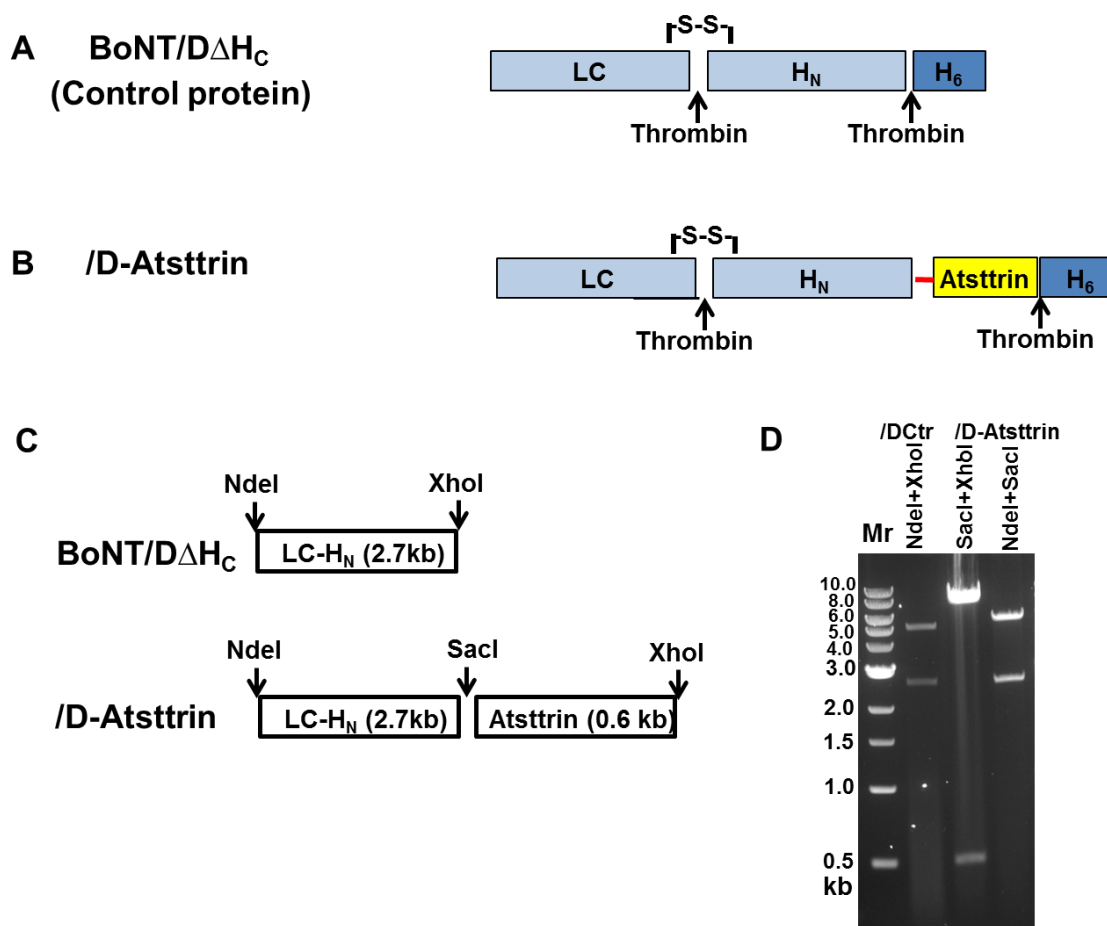 A BoNT/DΔHC
(Control protein)
-S-S-
LC HN H6
Thrombin Thrombin
B /D-Atsttrin
-S-S-
LC HN Atsttrin H6
Thrombin Thrombin
C
NdeI XhoI
BoNT/DΔHC LC-HN (2.7kb)
NdeI SacI XhoI
/D-Atsttrin LC-HN (2.7kb) Atsttrin (0.6 kb)
D /DCtr /D-Atsttrin
Mr NdeI+XhoI SacI+XhoI NdeI+SacI
10.0
8.0
6.0
5.0
4.0
3.0
2.0
1.5
1.0
0.5
kb